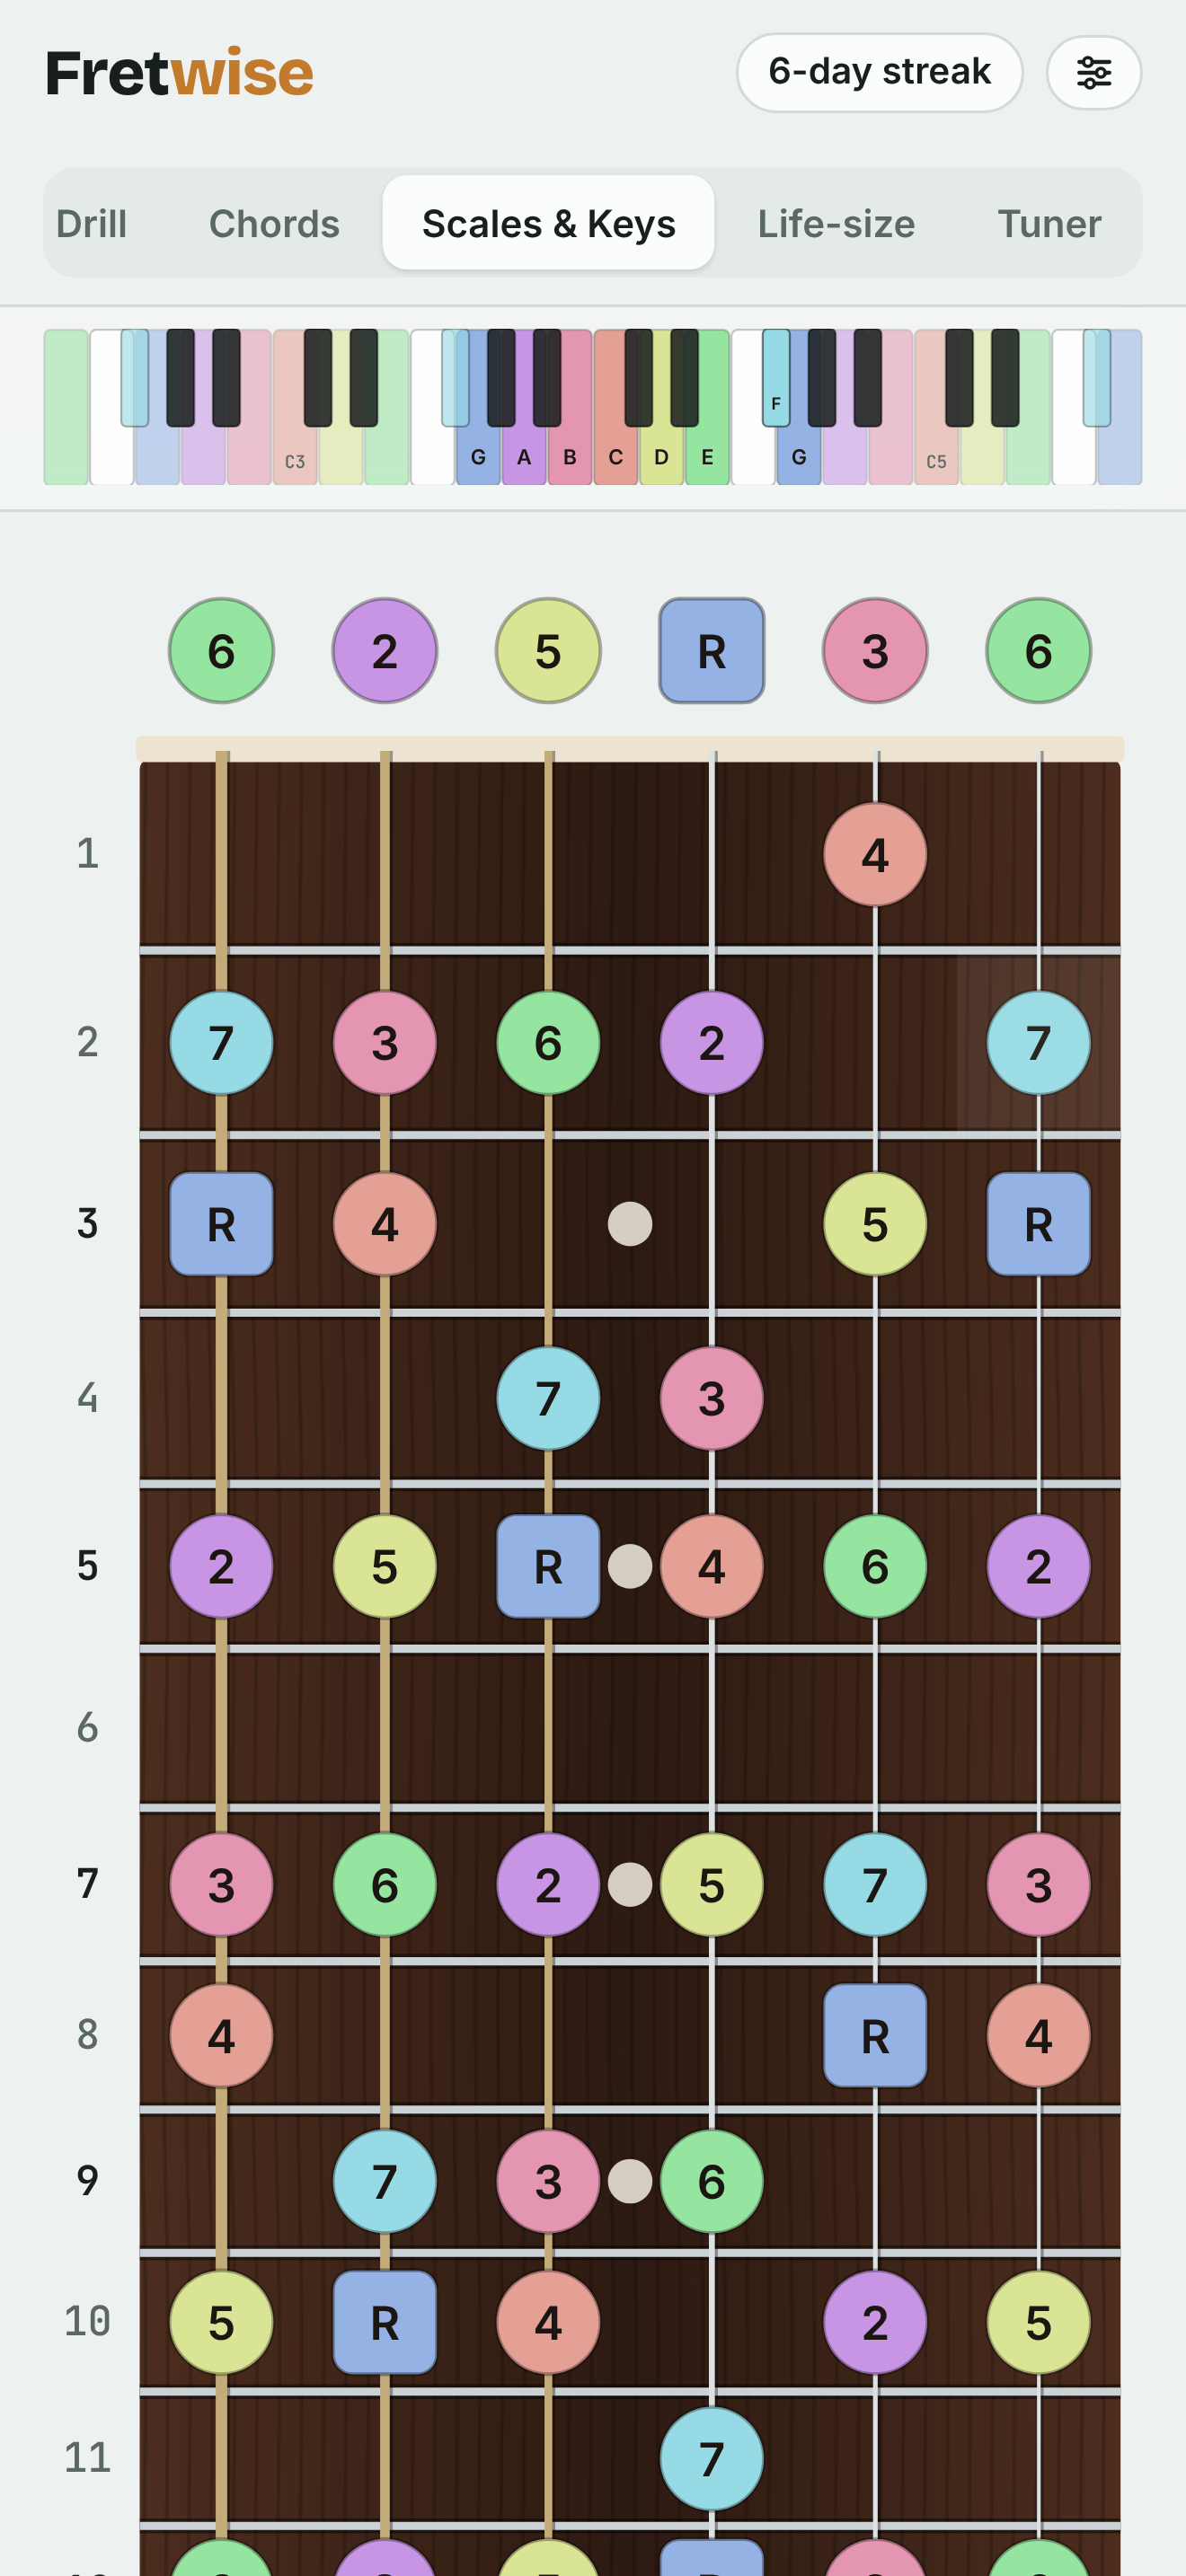 Fretwise 6-day streak
Drill Chords Scales & Keys Life-size Tuner
F
C3 G A B C D E G C5
6 2 5 R 3 6
1 4
2 7 3 6 2 7
3 R 4 5 R
4 7 3
5 2 5 R 4 6 2
6
7 3 6 2 5 7 3
8 4 R 4
9 7 3 6
10 5 R 4 2 5
11 7